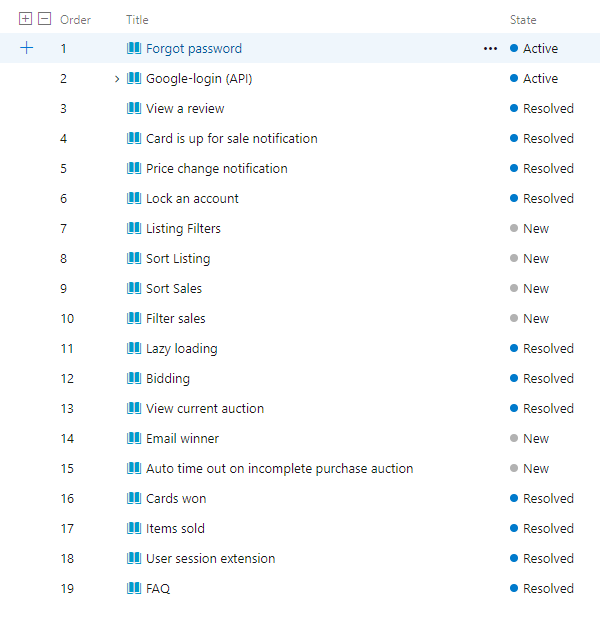 Order Title State
1 Forgot password ••• Active
2 Google-login (API) Active
3 View a review Resolved
4 Card is up for sale notification Resolved
5 Price change notification Resolved
6 Lock an account Resolved
7 Listing Filters New
8 Sort Listing New
9 Sort Sales New
10 Filter sales New
11 Lazy loading Resolved
12 Bidding Resolved
13 View current auction Resolved
14 Email winner New
15 Auto time out on incomplete purchase auction New
16 Cards won Resolved
17 Items sold Resolved
18 User session extension Resolved
19 FAQ Resolved